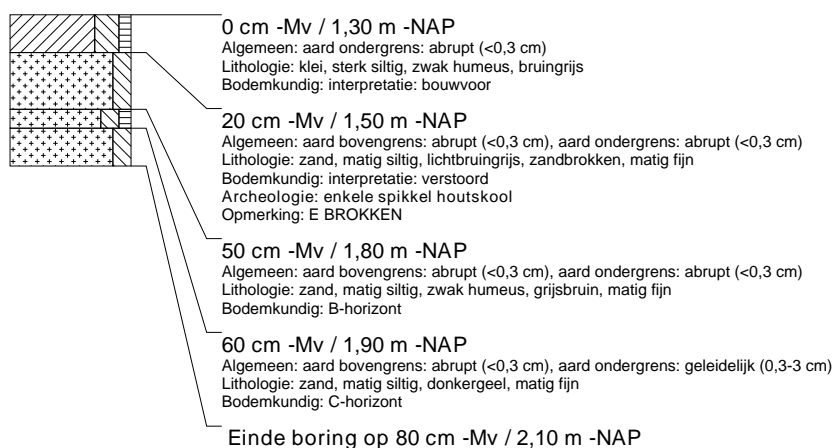 0 cm -Mv / 1,30 m -NAP
Algemeen: aard ondergrens: abrupt (<0,3 cm)
Lithologie: klei, sterk siltig, zwak humeus, bruingrijs
Bodemkundig: interpretatie: bouwvoor
20 cm -Mv / 1,50 m -NAP
Algemeen: aard bovengrens: abrupt (<0,3 cm), aard ondergrens: abrupt (<0,3 cm)
Lithologie: zand, matig siltig, lichtbruingrijs, zandbrokken, matig fijn
Bodemkundig: interpretatie: verstoord
Archeologie: enkele spikkel houtskool
Opmerking: E BROKKEN
50 cm -Mv / 1,80 m -NAP
Algemeen: aard bovengrens: abrupt (<0,3 cm), aard ondergrens: abrupt (<0,3 cm)
Lithologie: zand, matig siltig, zwak humeus, grijsbruin, matig fijn
Bodemkundig: B-horizont
60 cm -Mv / 1,90 m -NAP
Algemeen: aard bovengrens: abrupt (<0,3 cm), aard ondergrens: geleidelijk (0,3-3 cm)
Lithologie: zand, matig siltig, donkergeel, matig fijn
Bodemkundig: C-horizont
Einde boring op 80 cm -Mv / 2,10 m -NAP